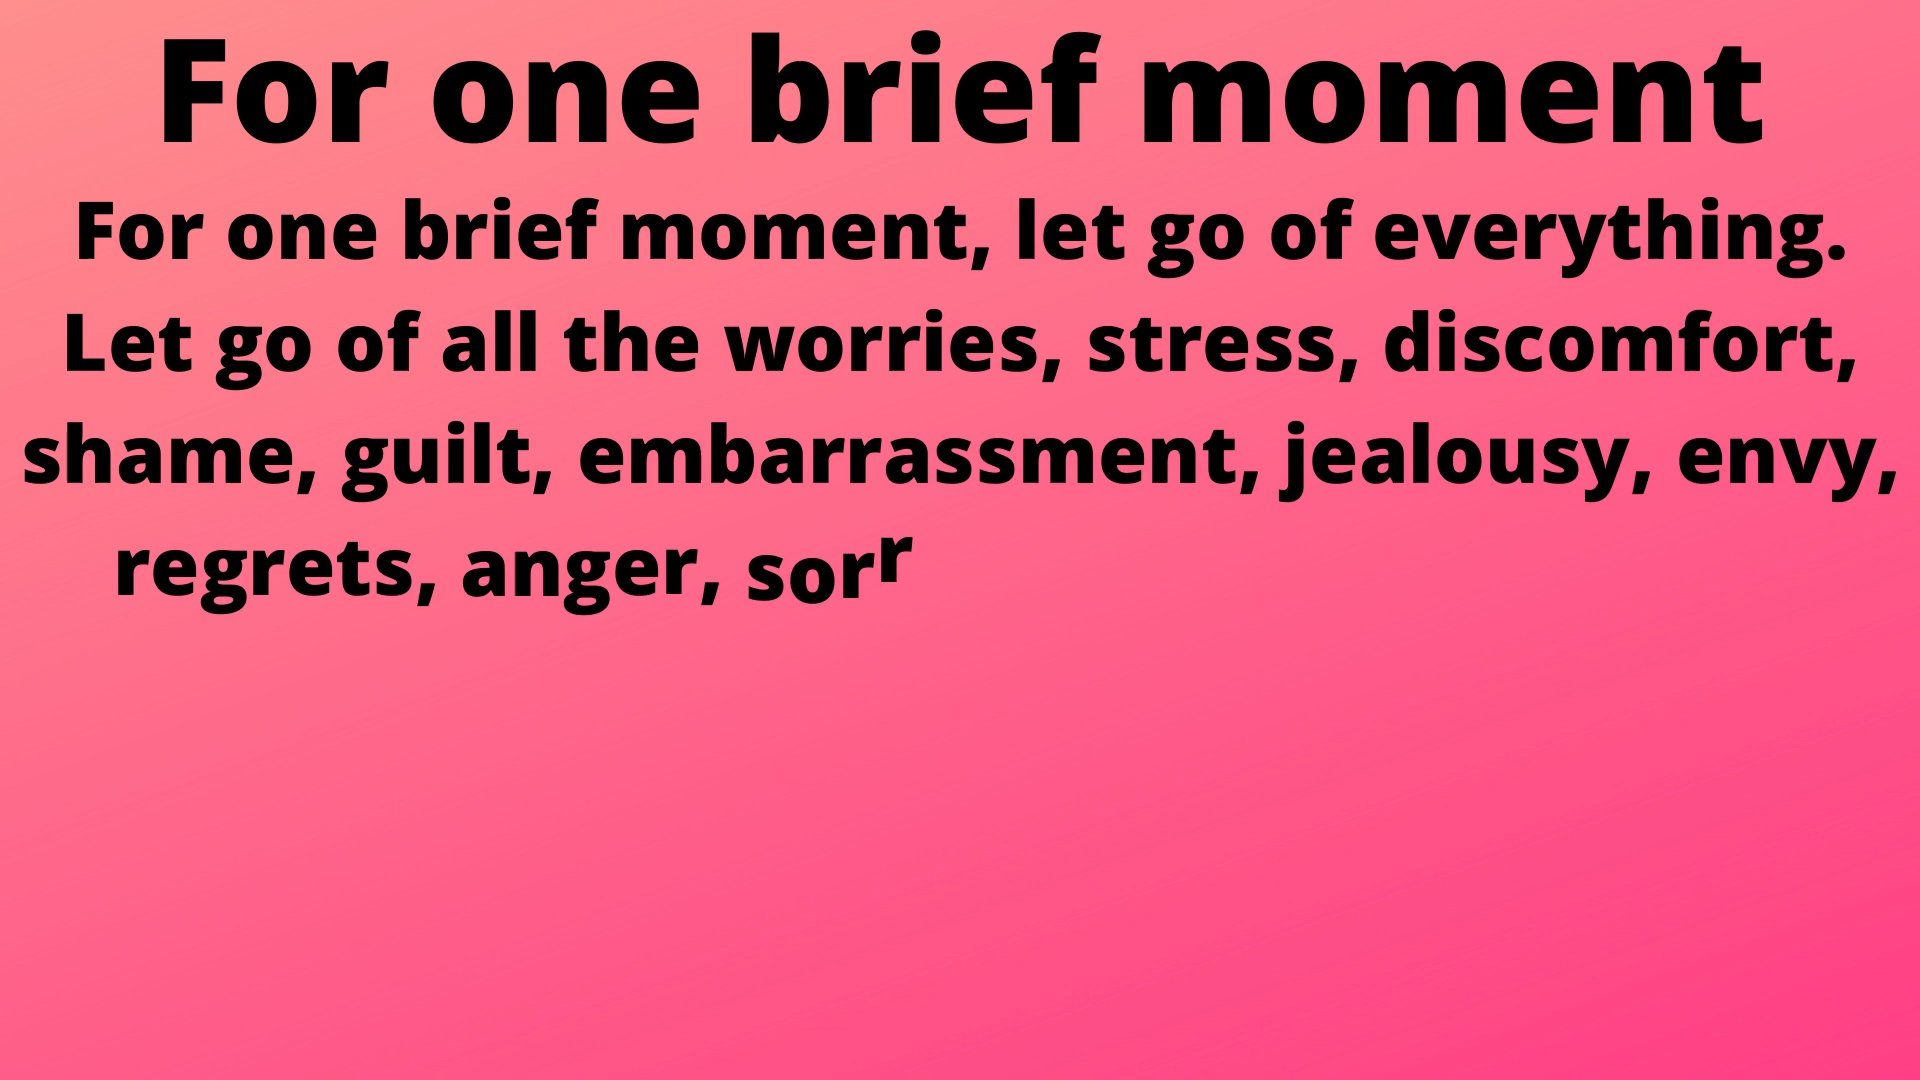 For one brief moment
For one brief moment, let go of everything.
Let go of all the worries, stress, discomfort,
shame, guilt, embarrassment, jealousy, envy,
regrets, anger, sorr